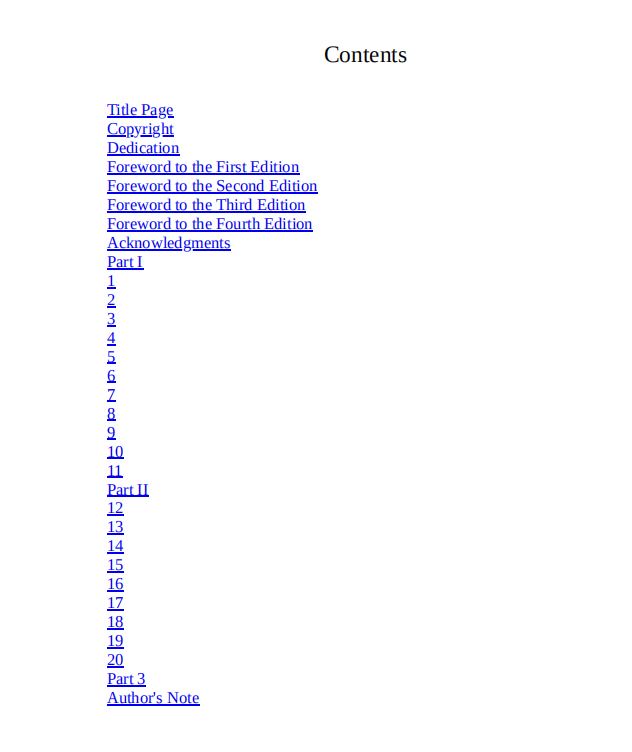 Contents
Title Page
Copyright
Dedication
Foreword to the First Edition
Foreword to the Second Edition
Foreword to the Third Edition
Foreword to the Fourth Edition
Acknowledgments
Part I
1
2
3
4
5
6
7
8
9
10
11
Part II
12
13
14
15
16
17
18
19
20
Part 3
Author's Note